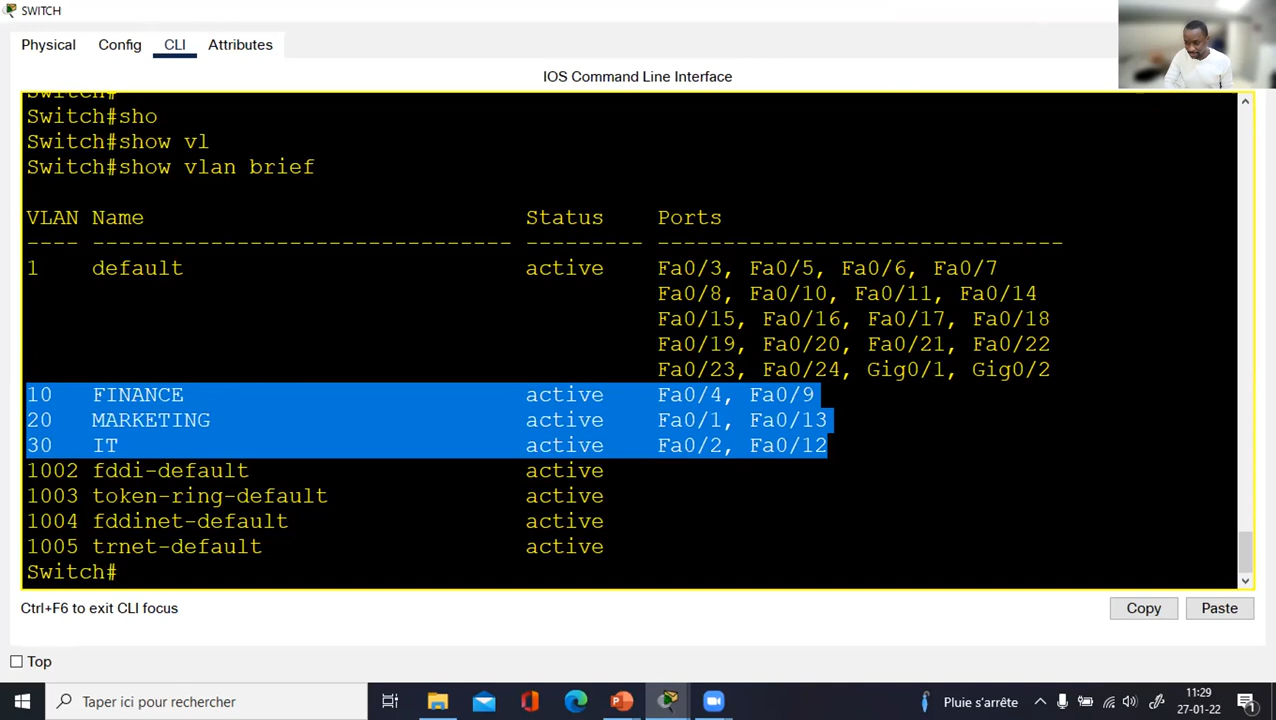 SWITCH
Physical Config CLI Attributes
IOS Command Line Interface
Switch#
Switch#sho
Switch#show vl
Switch#show vlan brief
VLAN Name Status Ports
---- -------------------------------- --------- -------------------------------
1 default active Fa0/3, Fa0/5, Fa0/6, Fa0/7
Fa0/8, Fa0/10, Fa0/11, Fa0/14
Fa0/15, Fa0/16, Fa0/17, Fa0/18
Fa0/19, Fa0/20, Fa0/21, Fa0/22
Fa0/23, Fa0/24, Gig0/1, Gig0/2
10 FINANCE active Fa0/4, Fa0/9
20 MARKETING active Fa0/1, Fa0/13
30 IT active Fa0/2, Fa0/12
1002 fddi-default active
1003 token-ring-default active
1004 fddinet-default active
1005 trnet-default active
Switch#
Ctrl+F6 to exit CLI focus
Copy Paste
Top
Taper ici pour rechercher
Pluie s'arrête
11:29
27-01-22
1